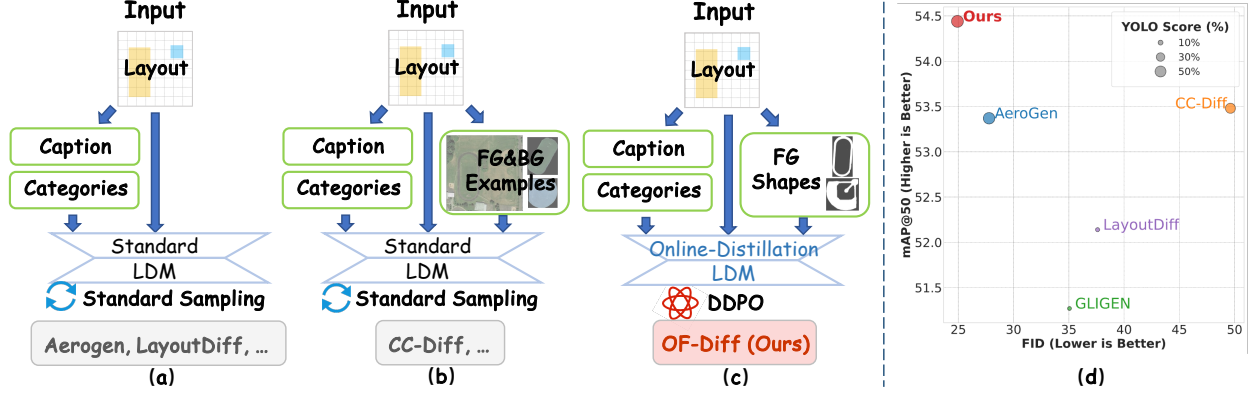 Input
Layout
Caption
Categories
Standard
LDM
Standard Sampling
Aerogen, LayoutDiff, ...
(a)
Input
Layout
Caption
Categories
FG&BG
Examples
Standard
LDM
Standard Sampling
CC-Diff, ...
(b)
Input
Layout
Caption
Categories
FG
Shapes
Online-Distillation
LDM
DDPO
OF-Diff (Ours)
(c)
mAP@50 (Higher is Better)
54.5
54.0
53.5
53.0
52.5
52.0
51.5
Ours
AeroGen
CC-Diff
LayoutDiff
GLIGEN
YOLO Score (%)
10%
30%
50%
25 30 35 40 45 50
FID (Lower is Better)
(d)